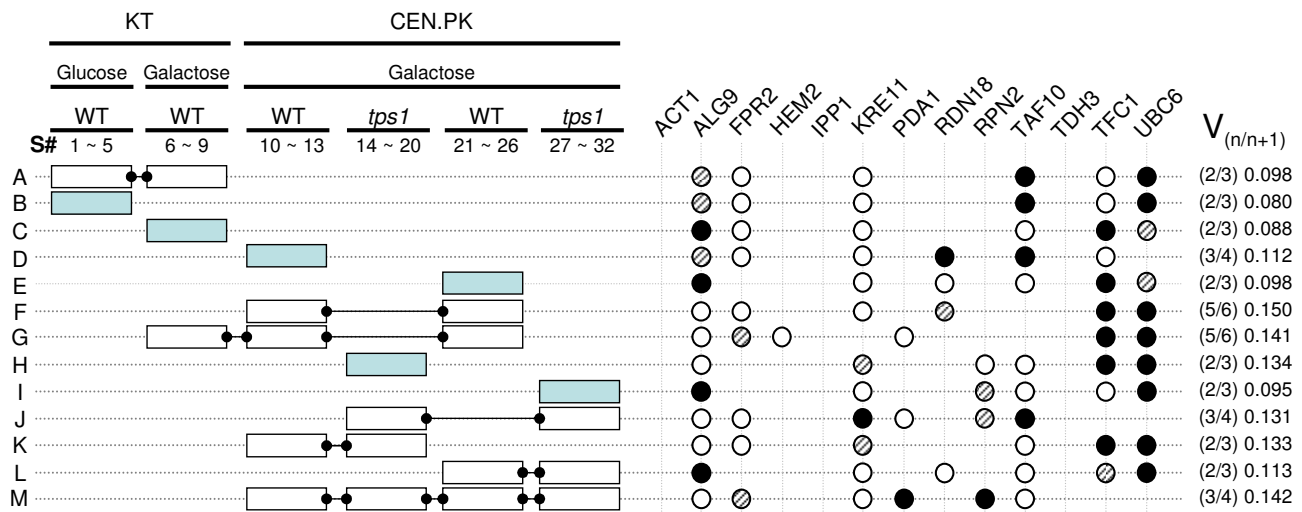 KT CEN.PK
Glucose Galactose Galactose
WT WT WT tps1 WT tps1
S# 1 ~ 5 6 ~ 9 10 ~ 13 14 ~ 20 21 ~ 26 27 ~ 32
ACT1 ALG9 FPR2 HEM2 IPP1 KRE11 PDA1 RDN18 RPN2 TAF10 TDH3 TFC1 UBC6 V(n/n+1)
A (2/3) 0.098
B (2/3) 0.080
C (2/3) 0.088
D (3/4) 0.112
E (2/3) 0.098
F (5/6) 0.150
G (5/6) 0.141
H (2/3) 0.134
I (2/3) 0.095
J (3/4) 0.131
K (2/3) 0.133
L (2/3) 0.113
M (3/4) 0.142